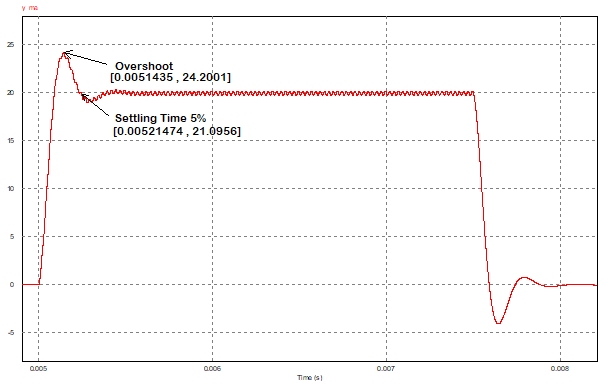 y ma
25
Overshoot
[0.0051435 , 24.2001]
20
Settling Time 5%
[0.00521474 , 21.0956]
15
10
5
0
-5
0.005 0.006 0.007 0.008
Time (s)